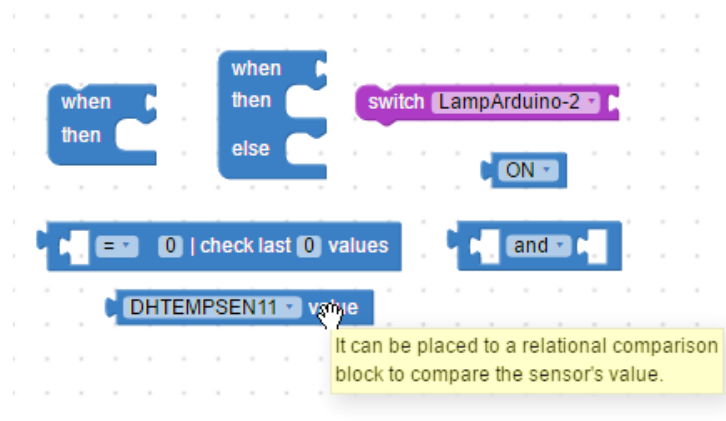 when
then
when
then
else
switch LampArduino-2
ON
= 0 | check last 0 values
and
DHTEMPSEN11 value
It can be placed to a relational comparison
block to compare the sensor's value.